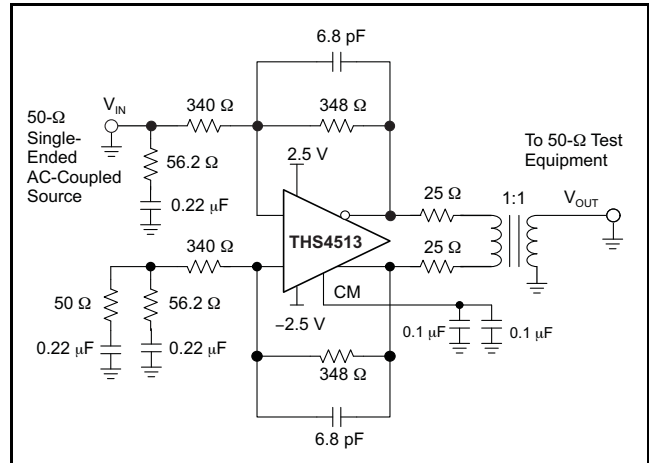 6.8 pF
340 Ω
348 Ω
V_IN
50-Ω
Single-
Ended
AC-Coupled
Source
56.2 Ω
0.22 μF
2.5 V
To 50-Ω Test
Equipment
25 Ω
1:1
V_OUT
THS4513
25 Ω
340 Ω
50 Ω
56.2 Ω
0.22 μF
0.22 μF
−2.5 V
CM
0.1 μF
0.1 μF
348 Ω
6.8 pF